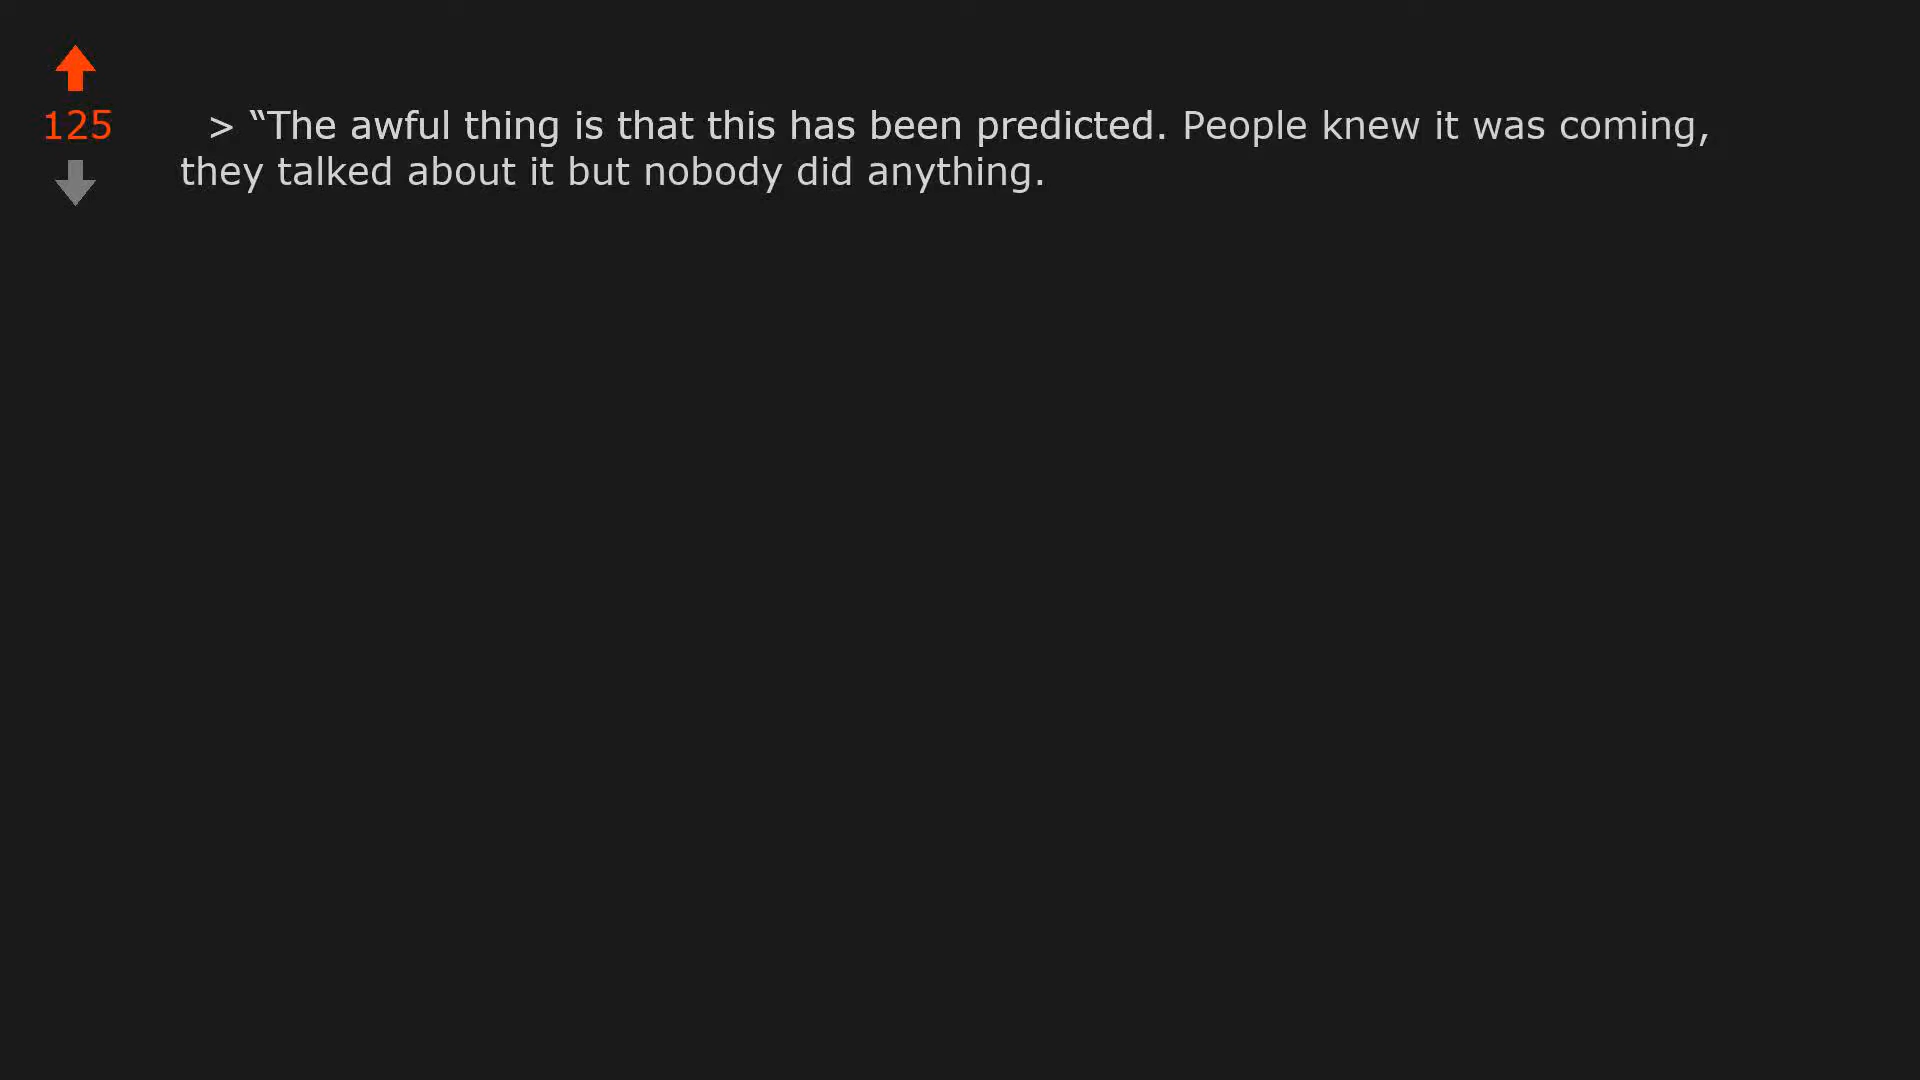 125
> “The awful thing is that this has been predicted. People knew it was coming,
they talked about it but nobody did anything.